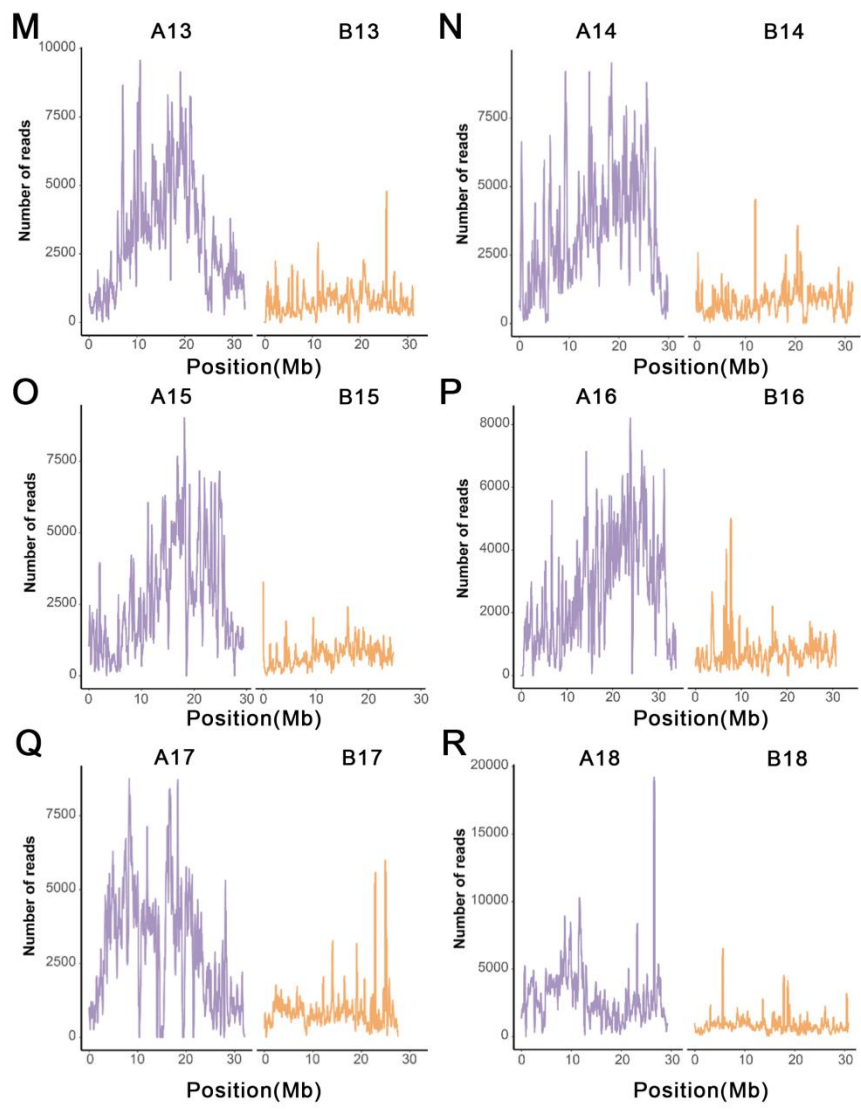 M
A13
B13
Number of reads
10000
7500
5000
2500
0
0 10 20 30 0 10 20 30
Position(Mb)
N
A14
B14
Number of reads
7500
5000
2500
0
0 10 20 30 0 10 20 30
Position(Mb)
O
A15
B15
Number of reads
7500
5000
2500
0
0 10 20 30 0 10 20 30
Position(Mb)
P
A16
B16
Number of reads
8000
6000
4000
2000
0
0 10 20 30 0 10 20 30
Position(Mb)
Q
A17
B17
Number of reads
7500
5000
2500
0
0 10 20 30 0 10 20 30
Position(Mb)
R
A18
B18
Number of reads
20000
15000
10000
5000
0
0 10 20 30 0 10 20 30
Position(Mb)